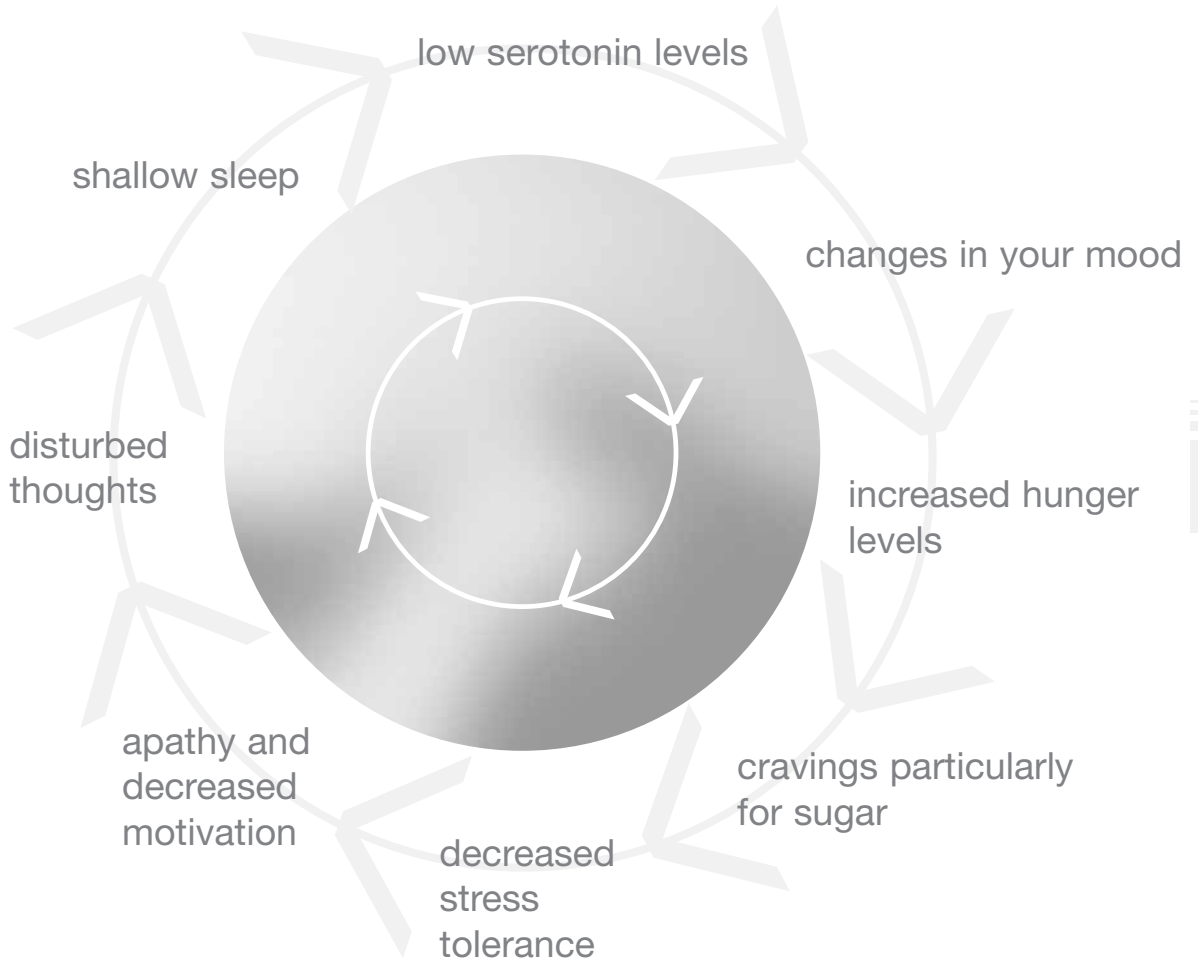 low serotonin levels
changes in your mood
increased hunger
levels
cravings particularly
for sugar
decreased
stress
tolerance
apathy and
decreased
motivation
disturbed
thoughts
shallow sleep